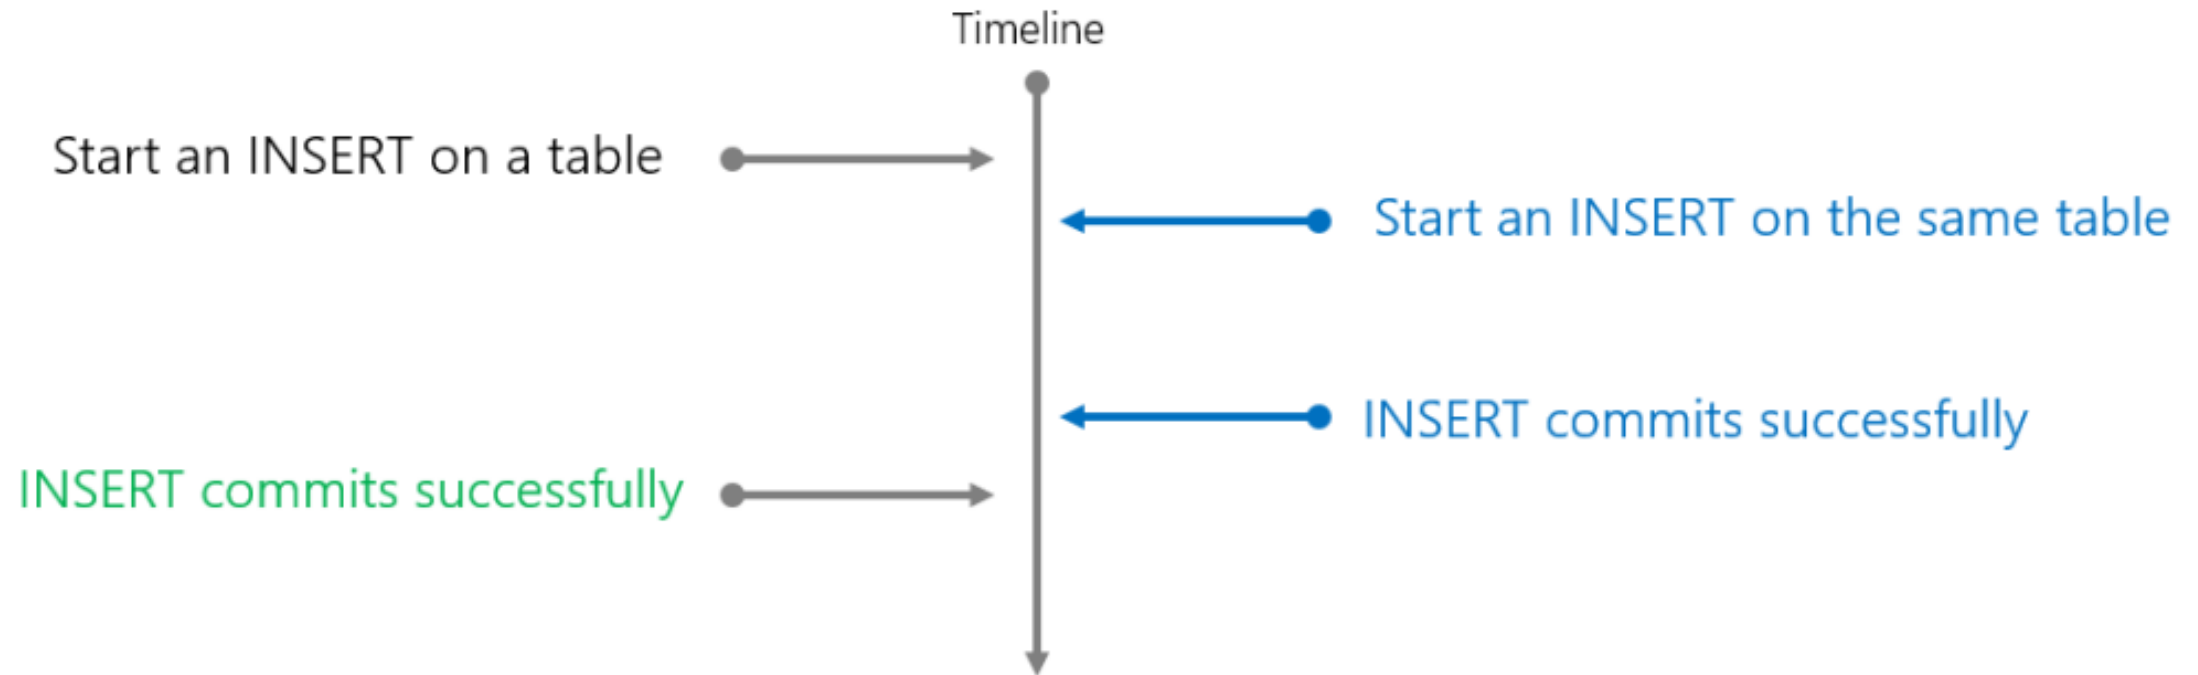 Timeline
Start an INSERT on a table
Start an INSERT on the same table
INSERT commits successfully
INSERT commits successfully